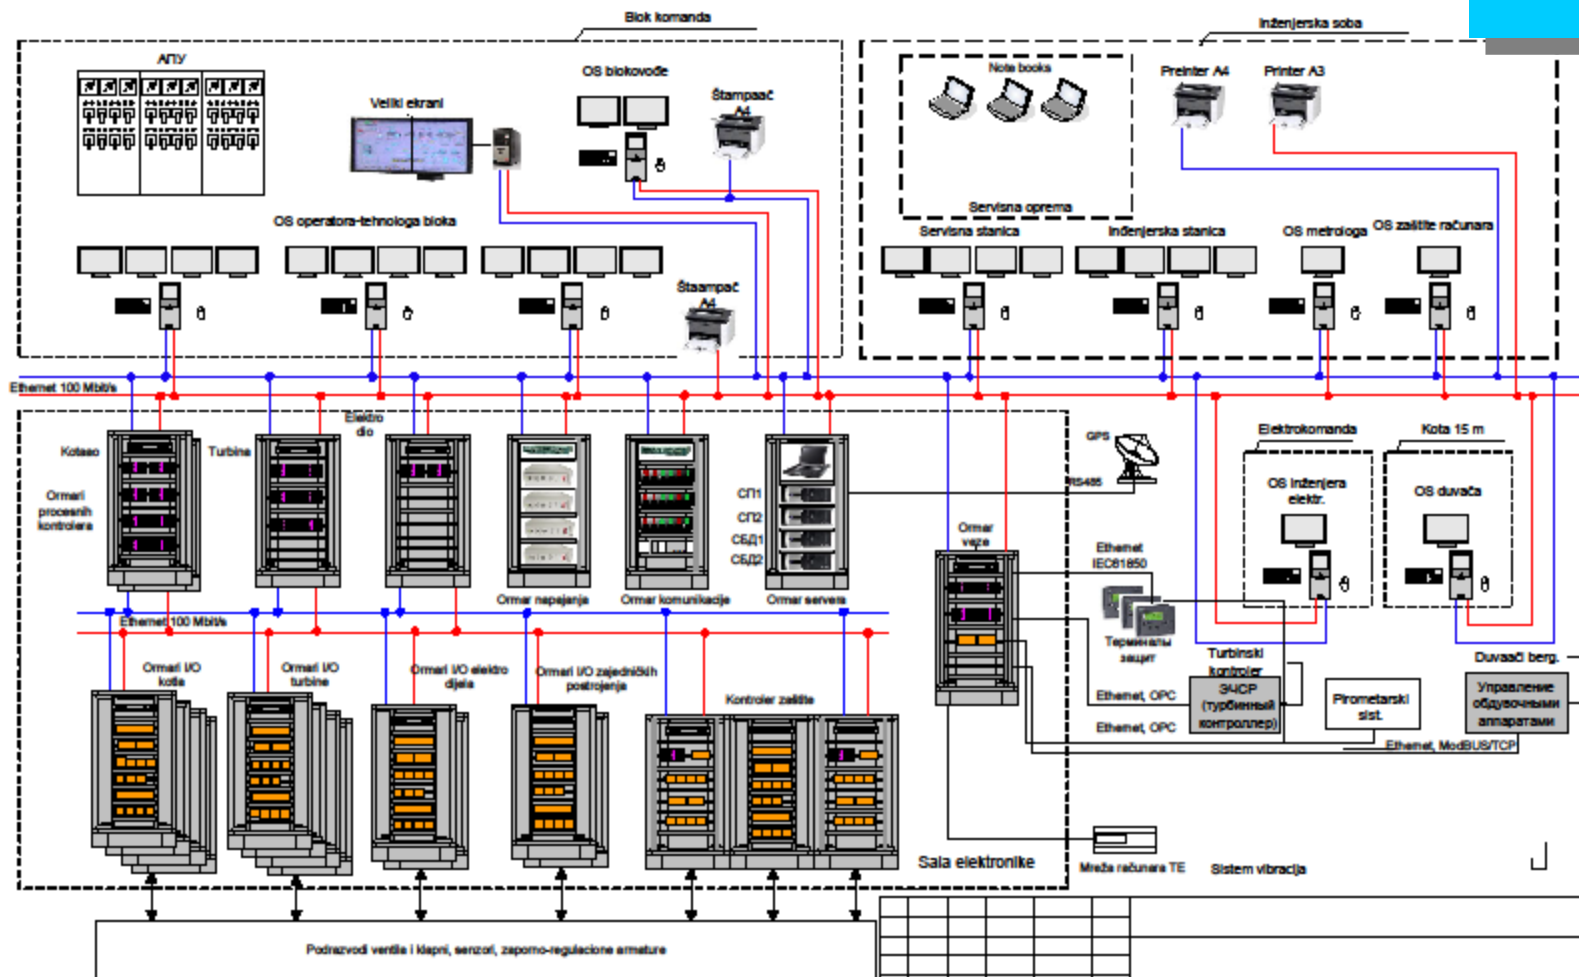 Blok komanda
Inženjerska soba
АПУ
Veliki ekrani
OS blokovođe
Štampaač
A4
Note books
Preinter A4
Printer A3
Servisna oprema
OS operatora-tehnologa bloka
Štaampač
A4
Servisna stanica
Inđenjerska stanica
OS metrologa
OS zaštite računara
Ethernet 100 Mbit/s
Kotaao
Turbina
Elektro
dio
Ormari
procesnih
kontrolera
СП1
СП2
СБД1
СБД2
Ormar napajanja
Ormar komunikacije
Ormar servera
GPS
RS485
Ormar
veze
Ethernet
IEC61850
Терминалы
защит
Elektrokomanda
OS inženjera
elektr.
Kota 15 m
OS duvača
Ethernet 100 Mbit/s
Ormari I/O
kotla
Ormari I/O
turbine
Ormari I/O elektro
dijela
Ormari I/O zajedničkih
postrojenja
Kontroler zaštite
Ethernet, OPC
Ethernet, OPC
Turbinski
kontroler
ЭЧСР
(турбинный
контроллер)
Pirometarski
sist.
Duvaači berg.
Управление
обдувочными
аппаратами
Ethernet, ModBUS/TCP
Sala elektronike
Mreža računara TE
Sistem vibracija
Podrazvodi ventila i klapni, senzori, zaporno-regulacione armature